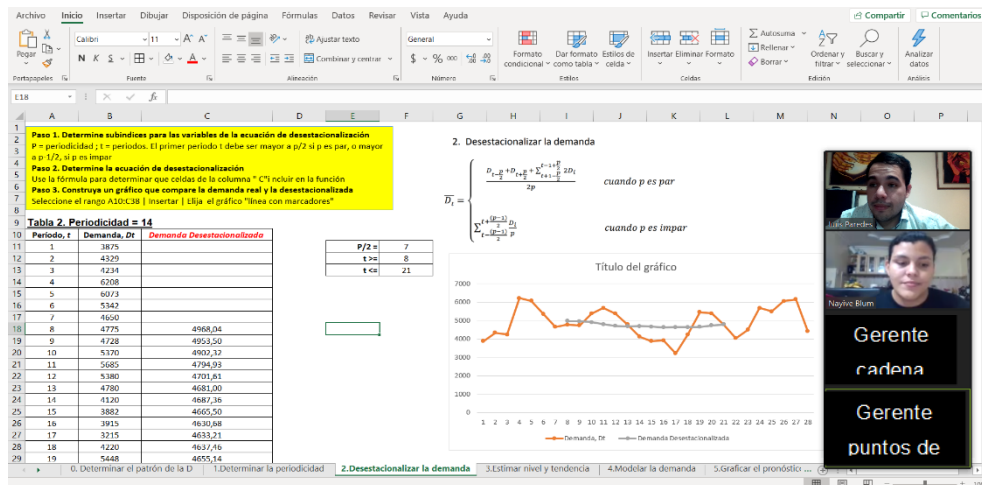 Archivo Inicio Insertar Dibujar Disposición de página Fórmulas Datos Revisar Vista Ayuda Compartir Comentarios
Pegar
Calibri 11
N K S
Ajustar texto
Combinar y centrar
General
$ % 000
Formato condicional
Dar formato como tabla
Estilos de celda
Insertar Eliminar Formato
Autosuma
Rellenar
Borrar
Ordenar y filtrar
Buscar y seleccionar
Analizar datos
Portapapeles Fuente Alineación Número Estilos Celdas Edición Análisis
E18 fx
A B C D E F G H I J K L M N O P
Paso 1. Determine subindices para las variables de la ecuación de desestacionalización
P = periodicidad ; t = periodos. El primer periodo t debe ser mayor a p/2 si p es par, o mayor
a p-1/2, si p es impar
Paso 2. Determine la ecuación de desestacionalización
Use la fórmula para determinar que celdas de la columna " C"i ncluir en la función
Paso 3. Construya un gráfico que compare la demanda real y la desestacionalizada
Seleccione el rango A10:C38 | Insertar | Elija el gráfico "línea con marcadores"
2. Desestacionalizar la demanda
cuando p es par
cuando p es impar
Tabla 2. Periodicidad = 14
Periodo, t Demanda, Dt Demanda Desestacionalizada
1 3875
2 4329
3 4234
4 6208
5 6073
6 5342
7 4650
8 4775 4968,04
9 4728 4953,50
10 5370 4902,32
11 5685 4794,93
12 5380 4701,61
13 4780 4681,00
14 4120 4687,36
15 3882 4665,50
16 3915 4630,68
17 3215 4633,21
18 4220 4637,46
19 5448 4655,14
P/2 = 7
t >= 8
t <= 21
Título del gráfico
7000
6000
5000
4000
3000
2000
1000
0
1 2 3 4 5 6 7 8 9 10 11 12 13 14 15 16 17 18 19 20 21 22 23 24 25 26 27 28
Demanda, Dt Demanda Desestacionalizada
Luis Paredes
Nayive Blum
Gerente
cadena
Gerente
puntos de
0. Determinar el patrón de la D 1.Determinar la periodicidad 2.Desestacionalizar la demanda 3.Estimar nivel y tendencia 4.Modelar la demanda 5.Graficar el pronóstico ...